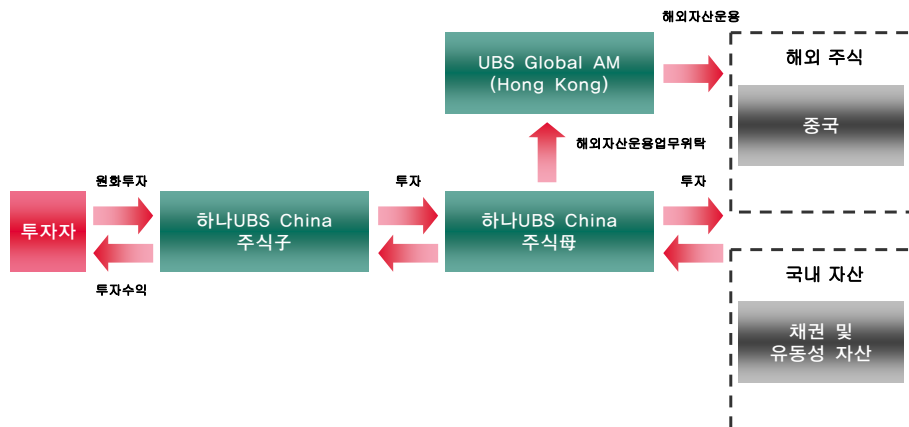 해외자산운용
UBS Global AM
(Hong Kong)
해외 주식
중국
해외자산운용업무위탁
원화투자
투자
투자
투자자
하나UBS China
주식子
하나UBS China
주식母
투자수익
국내 자산
채권 및
유동성 자산